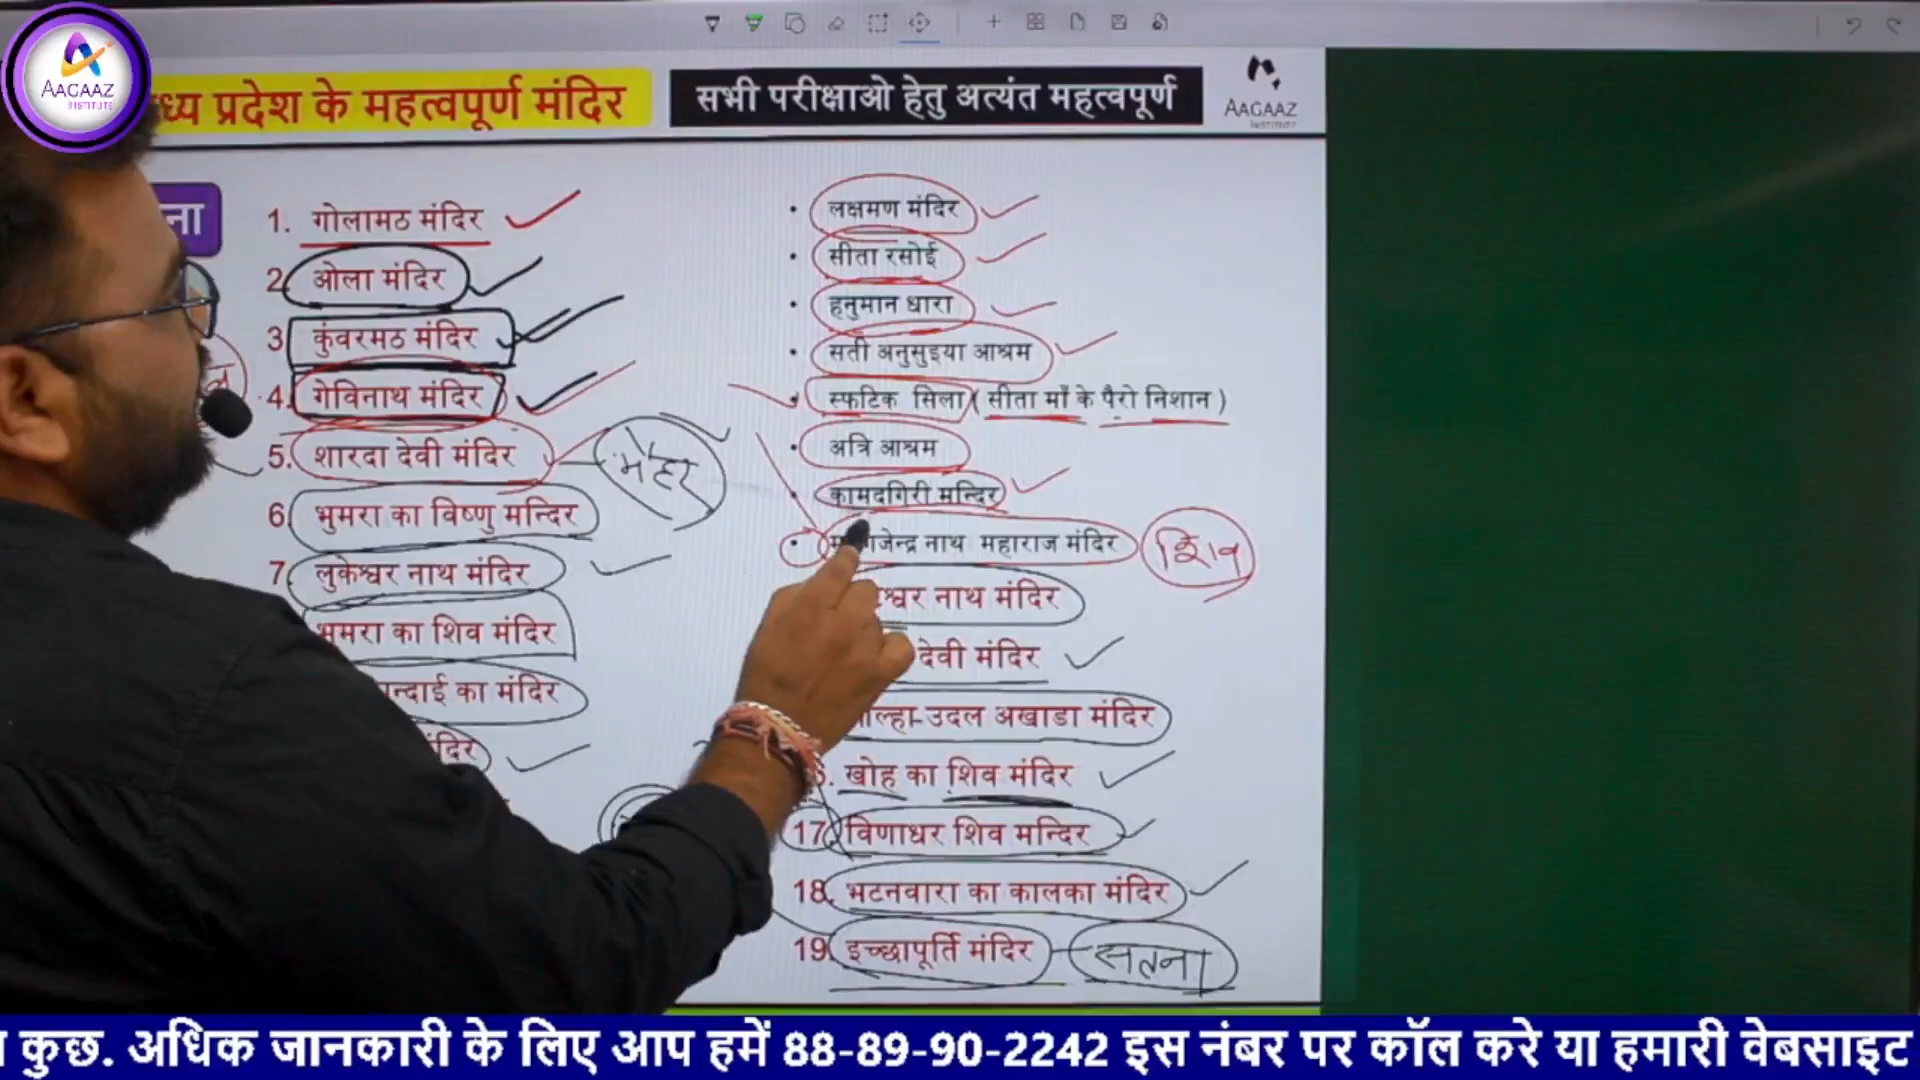 AAGAAZ
INSTITUTE
ध्य प्रदेश के महत्वपूर्ण मंदिर
सभी परीक्षाओ हेतु अत्यंत महत्वपूर्ण
AAGAAZ
INSTITUTE
ना
1. गोलामठ मंदिर
2. ओला मंदिर
3 कुंवरमठ मंदिर
4. गेविनाथ मंदिर
5. शारदा देवी मंदिर
मैहर
6. भुमरा का विष्णु मन्दिर
7. लुकेश्वर नाथ मंदिर
भुमरा का शिव मंदिर
न्दाई का मंदिर
मंदिर
• लक्षमण मंदिर
• सीता रसोई
• हनुमान धारा
• सती अनुसुइया आश्रम
• स्फटिक सिला ( सीता माँ के पैरो निशान )
• अत्रि आश्रम
• कामदगिरी मन्दिर
• गजेन्द्र नाथ महाराज मंदिर
शिव
श्वर नाथ मंदिर
देवी मंदिर
ल्हा-उदल अखाडा मंदिर
. खोह का शिव मंदिर
17. विणाधर शिव मन्दिर
18. भटनवारा का कालका मंदिर
19. इच्छापूर्ति मंदिर
सतना
कुछ. अधिक जानकारी के लिए आप हमें 88-89-90-2242 इस नंबर पर कॉल करे या हमारी वेबसाइट